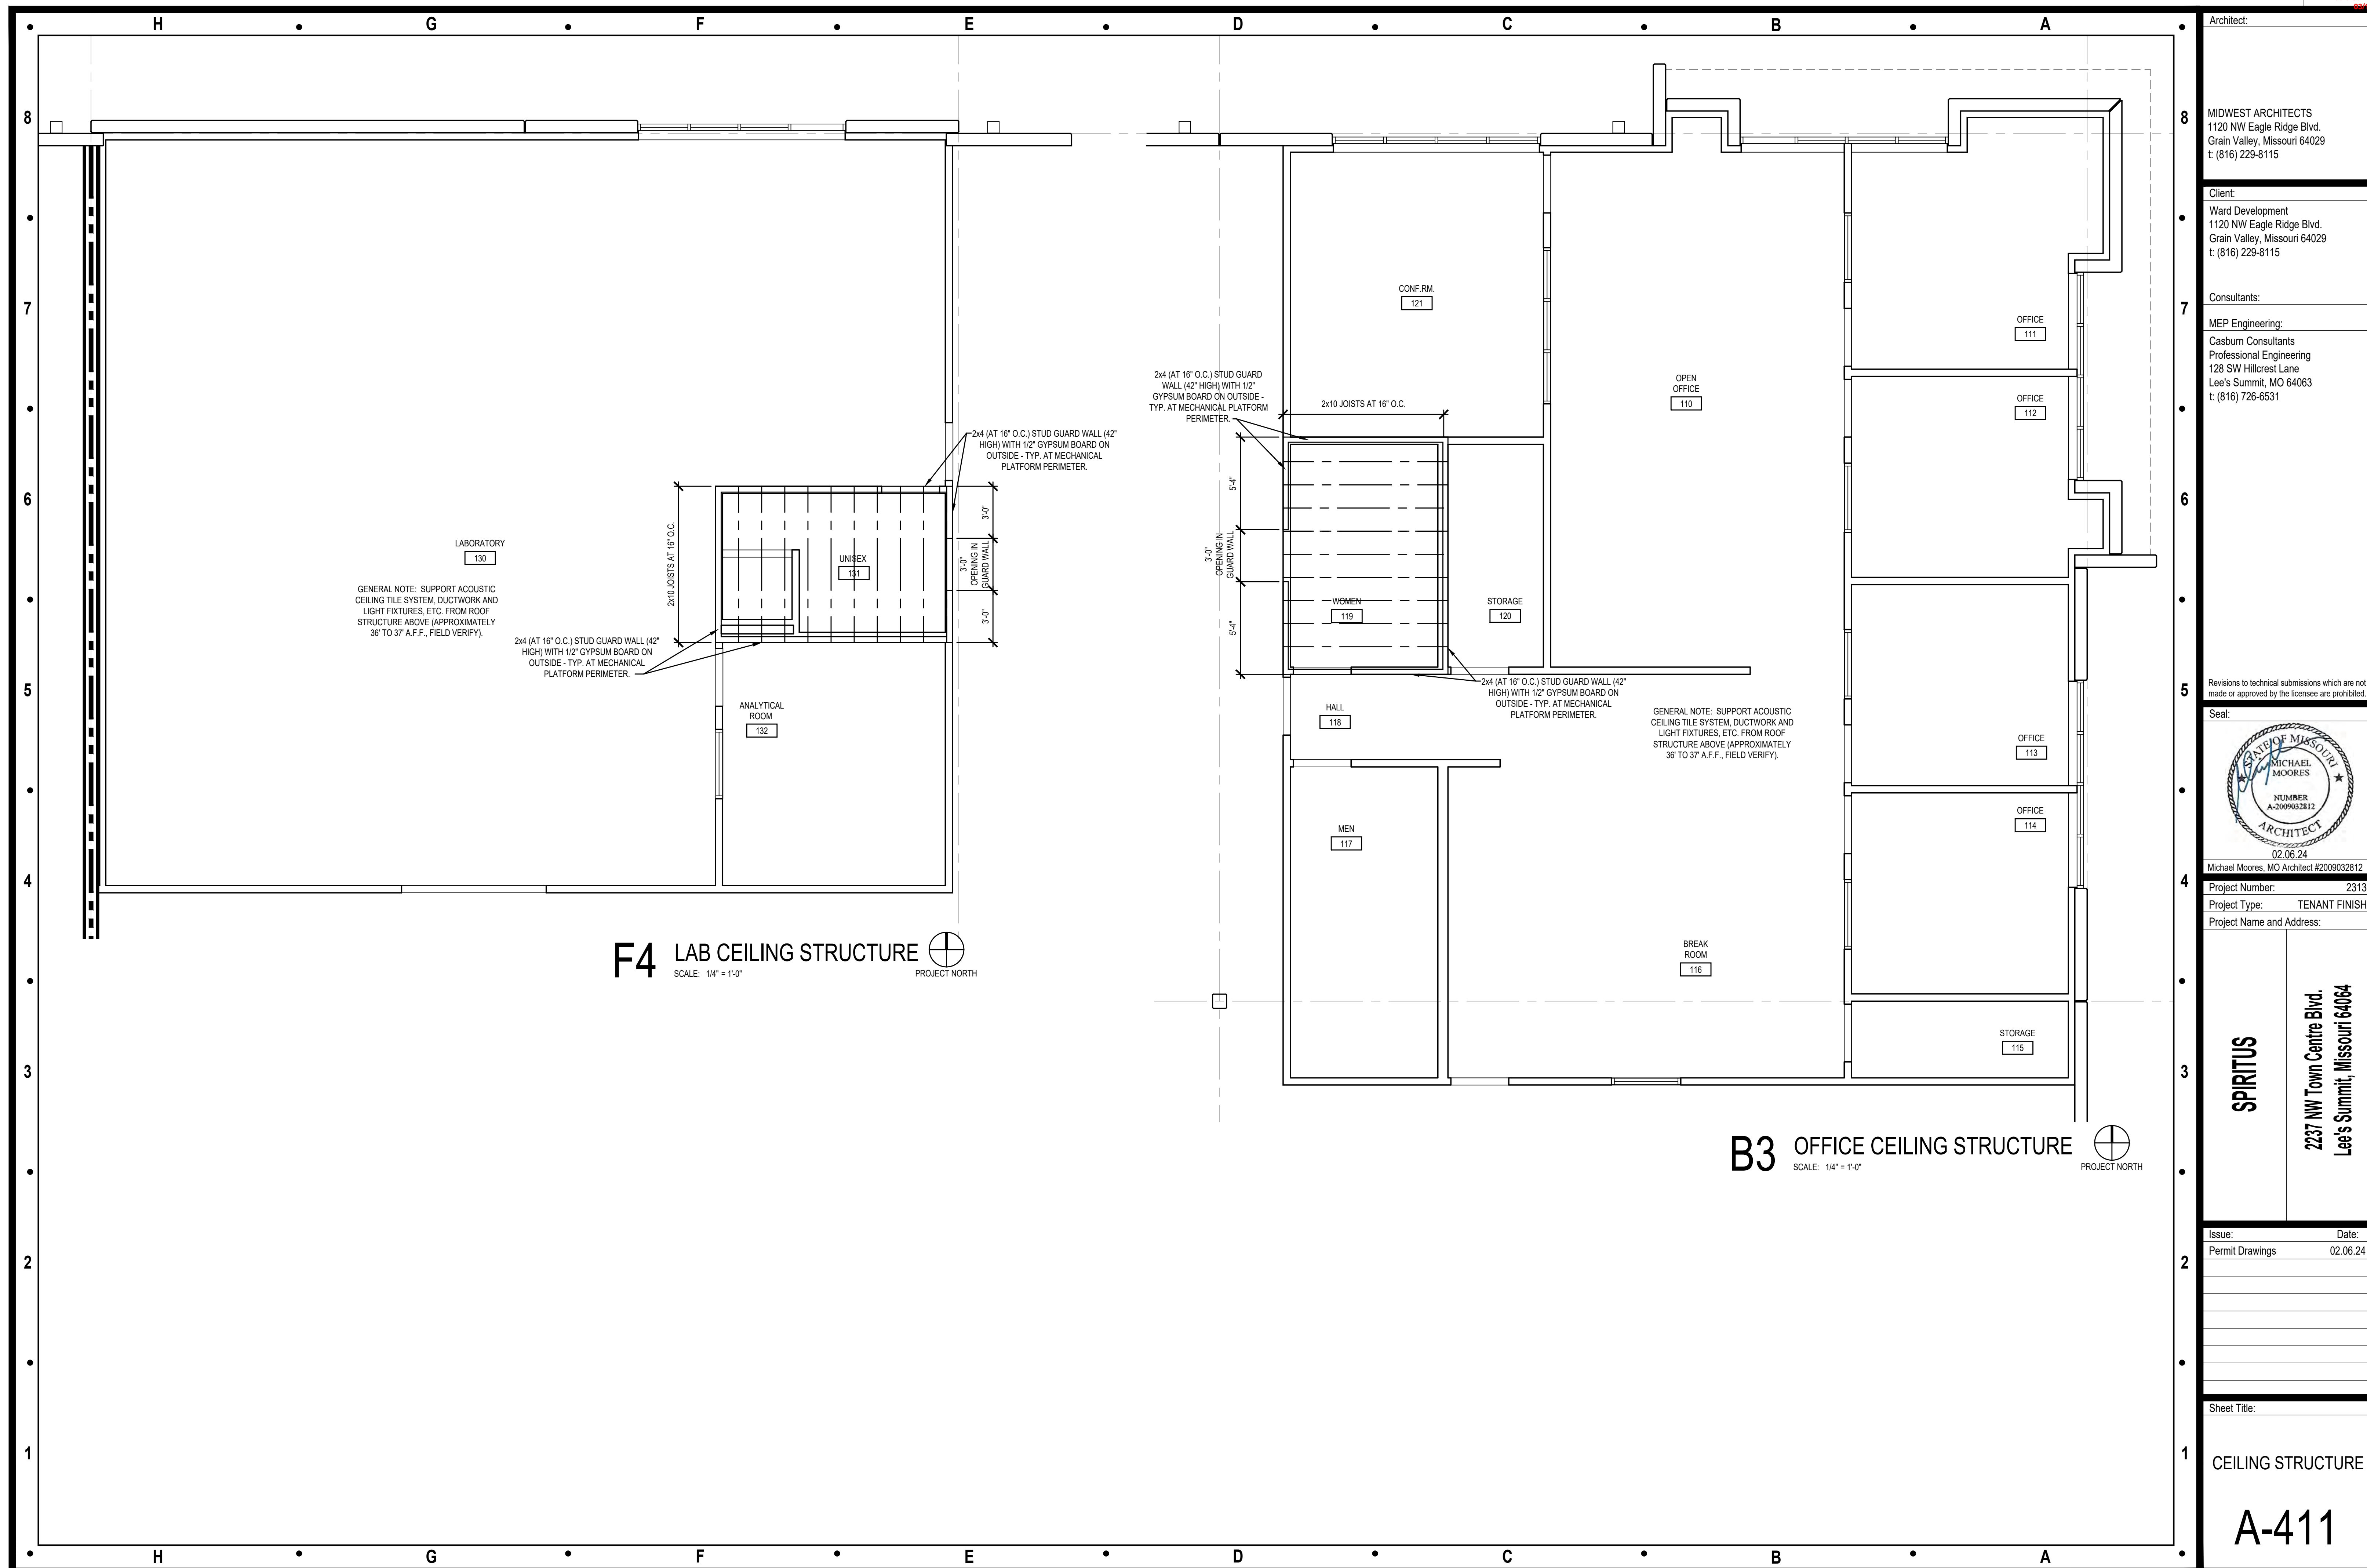 H G F E D C B A
8
7
6
5
4
3
2
1
LABORATORY
130
GENERAL NOTE: SUPPORT ACOUSTIC
CEILING TILE SYSTEM, DUCTWORK AND
LIGHT FIXTURES, ETC. FROM ROOF
STRUCTURE ABOVE (APPROXIMATELY
36' TO 37' A.F.F., FIELD VERIFY).
2x4 (AT 16" O.C.) STUD GUARD WALL (42"
HIGH) WITH 1/2" GYPSUM BOARD ON
OUTSIDE - TYP. AT MECHANICAL
PLATFORM PERIMETER.
2x10 JOISTS AT 16" O.C.
UNISEX
131
3'-0"
3'-0"
OPENING IN
GUARD WALL
3'-0"
2x4 (AT 16" O.C.) STUD GUARD WALL (42"
HIGH) WITH 1/2" GYPSUM BOARD ON
OUTSIDE - TYP. AT MECHANICAL
PLATFORM PERIMETER.
ANALYTICAL
ROOM
132
F4 LAB CEILING STRUCTURE
SCALE: 1/4" = 1'-0"
PROJECT NORTH
2x4 (AT 16" O.C.) STUD GUARD
WALL (42" HIGH) WITH 1/2"
GYPSUM BOARD ON OUTSIDE -
TYP. AT MECHANICAL PLATFORM
PERIMETER.
2x10 JOISTS AT 16" O.C.
5'-4"
3'-0"
OPENING IN
GUARD WALL
5'-4"
CONF.RM.
121
OPEN
OFFICE
110
OFFICE
111
OFFICE
112
WOMEN
119
STORAGE
120
2x4 (AT 16" O.C.) STUD GUARD WALL (42"
HIGH) WITH 1/2" GYPSUM BOARD ON
OUTSIDE - TYP. AT MECHANICAL
PLATFORM PERIMETER.
HALL
118
GENERAL NOTE: SUPPORT ACOUSTIC
CEILING TILE SYSTEM, DUCTWORK AND
LIGHT FIXTURES, ETC. FROM ROOF
STRUCTURE ABOVE (APPROXIMATELY
36' TO 37' A.F.F., FIELD VERIFY).
OFFICE
113
OFFICE
114
MEN
117
BREAK
ROOM
116
STORAGE
115
B3 OFFICE CEILING STRUCTURE
SCALE: 1/4" = 1'-0"
PROJECT NORTH
8
7
6
5
4
3
2
1
H G F E D C B A
Architect:
MIDWEST ARCHITECTS
1120 NW Eagle Ridge Blvd.
Grain Valley, Missouri 64029
t: (816) 229-8115
Client:
Ward Development
1120 NW Eagle Ridge Blvd.
Grain Valley, Missouri 64029
t: (816) 229-8115
Consultants:
MEP Engineering:
Casburn Consultants
Professional Engineering
128 SW Hillcrest Lane
Lee's Summit, MO 64063
t: (816) 726-6531
Revisions to technical submissions which are not
made or approved by the licensee are prohibited.
Seal:
STATE OF MISSOURI
MICHAEL
MOORES
NUMBER
A-2009032812
ARCHITECT
02.06.24
Michael Moores, MO Architect #2009032812
Project Number: 2313
Project Type: TENANT FINISH
Project Name and Address:
SPIRITUS
2237 NW Town Centre Blvd.
Lee's Summit, Missouri 64064
Issue: Date:
Permit Drawings 02.06.24
Sheet Title:
CEILING STRUCTURE
A-411